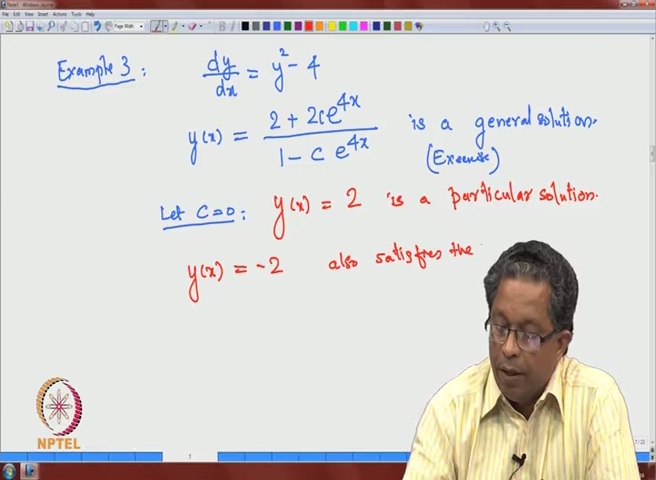 Example 3 : dy/dx = y² - 4
y(x) = (2 + 2ce^{4x}) / (1 - c e^{4x}) is a general solution.
(Exercise)
Let C=0 : y(x) = 2 is a particular solution.
y(x) = -2 also satisfies the
NPTEL